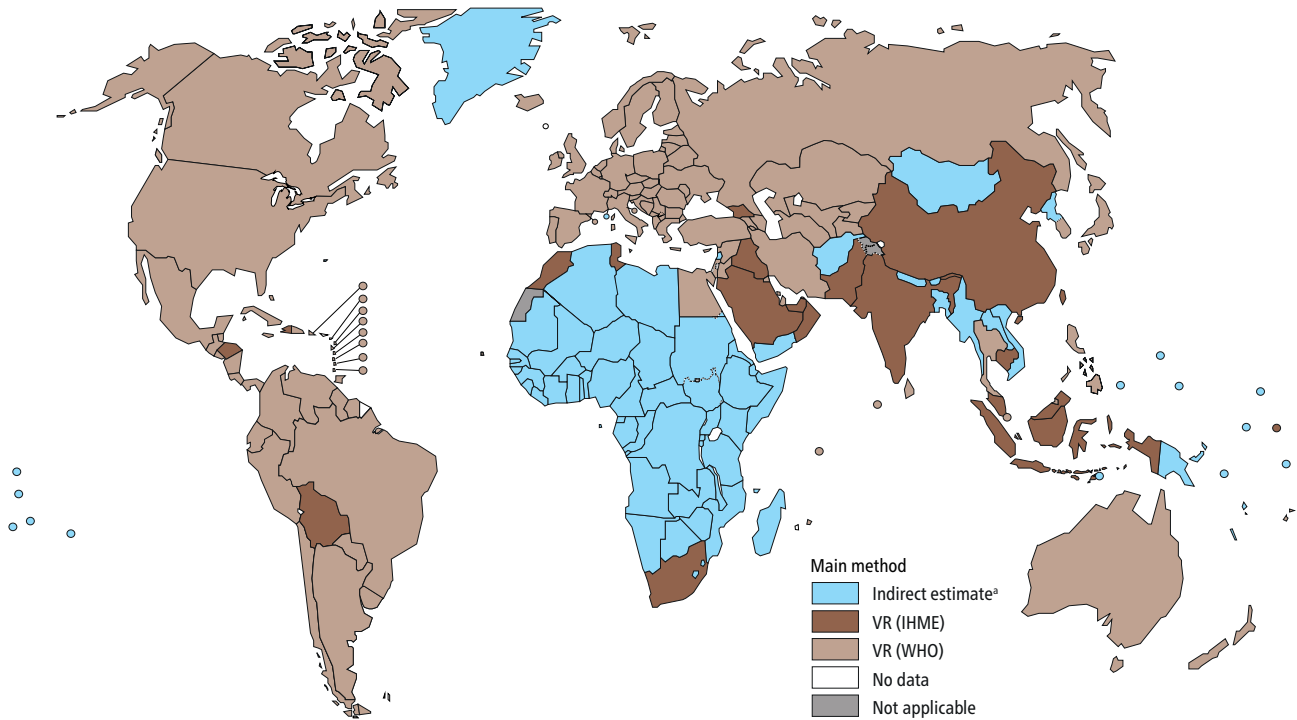 Main method
Indirect estimateᵃ
VR (IHME)
VR (WHO)
No data
Not applicable